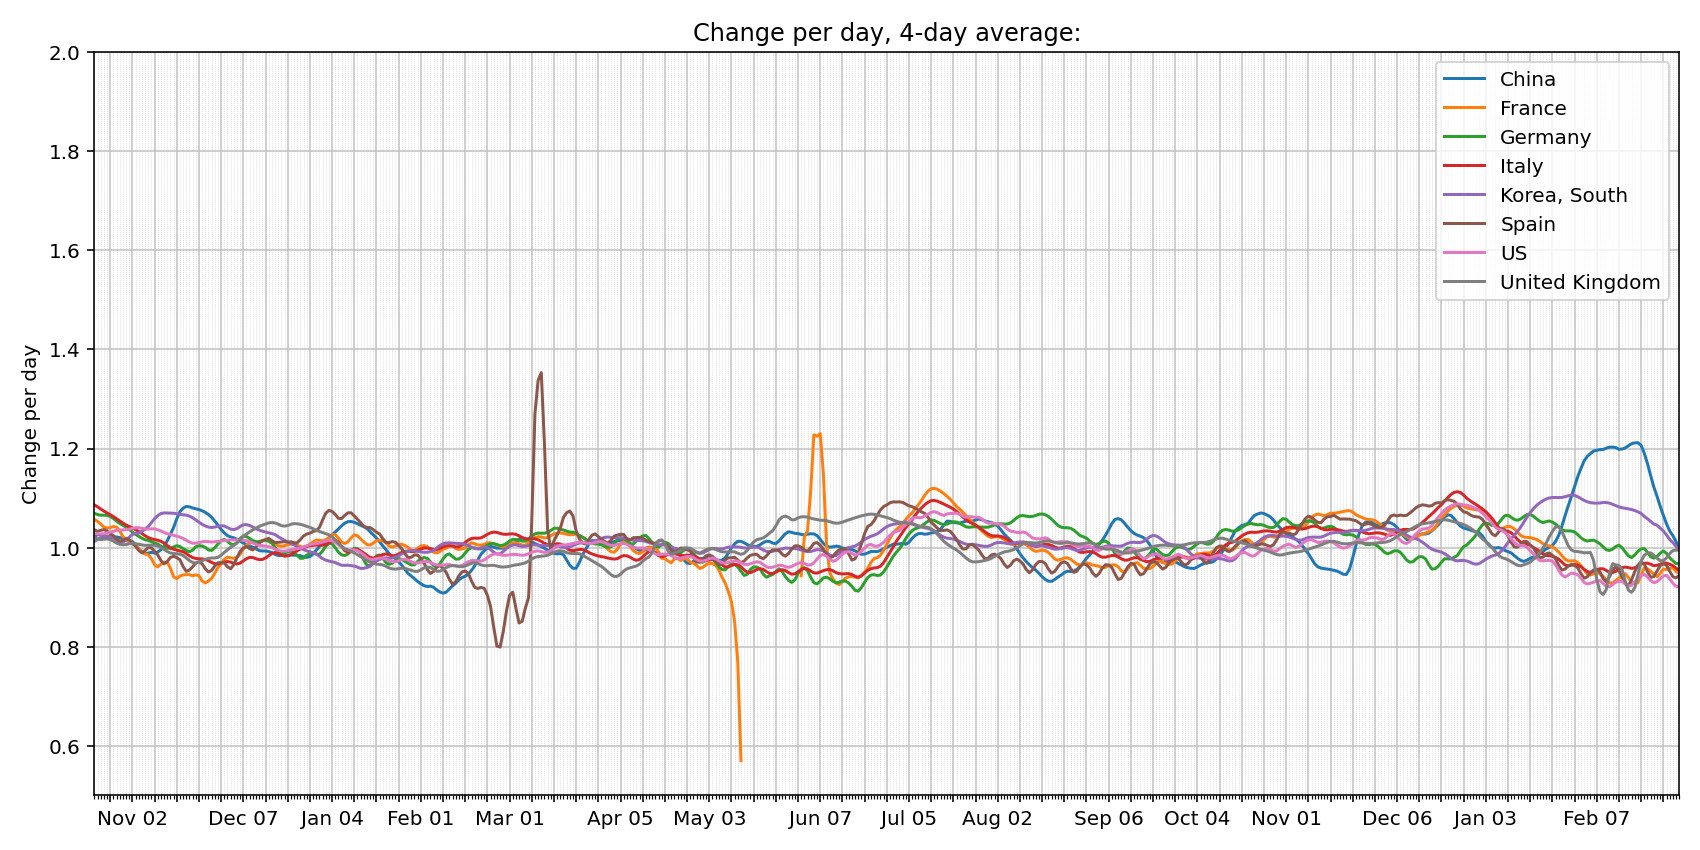 Change per day, 4-day average:
2.0
1.8
1.6
1.4
1.2
1.0
0.8
0.6
Change per day
China
France
Germany
Italy
Korea, South
Spain
US
United Kingdom
Nov 02 Dec 07 Jan 04 Feb 01 Mar 01 Apr 05 May 03 Jun 07 Jul 05 Aug 02 Sep 06 Oct 04 Nov 01 Dec 06 Jan 03 Feb 07